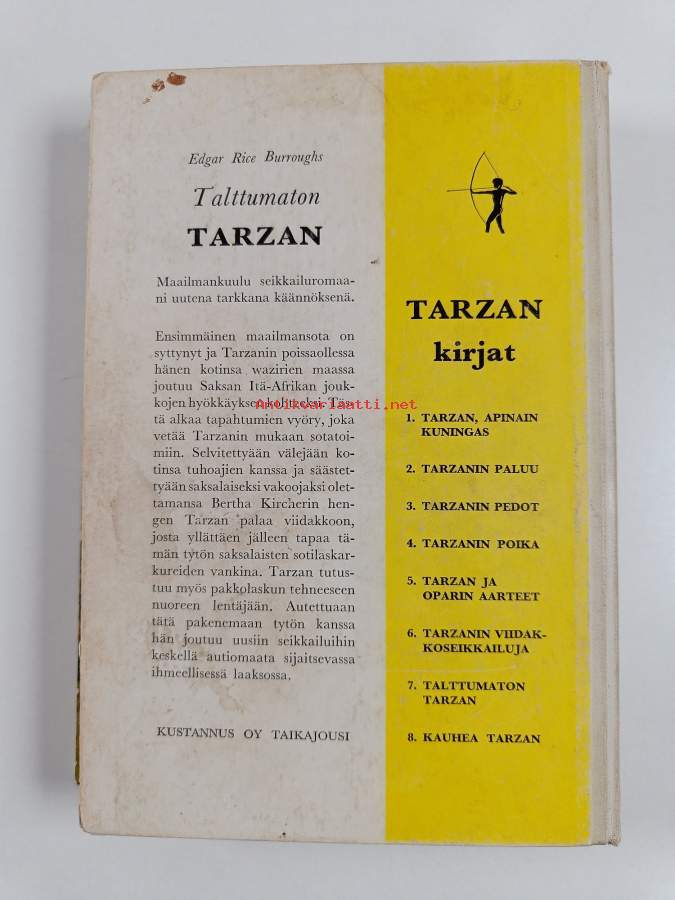 Edgar Rice Burroughs
Talttumaton
TARZAN
Maailmankuulu seikkailuromaa-
ni uutena tarkkana käännöksenä.
Ensimmäinen maailmansota on
syttynyt ja Tarzanin poissaollessa
hänen kotinsa wazirien maassa
joutuu Saksan Itä-Afrikan jouk-
kojen hyökkäyksen kohteeksi. Täs-
tä alkaa tapahtumien vyöry, joka
vetää Tarzanin mukaan sotatoi-
miin. Selvitettyään välejään ko-
tinsa tuhoajien kanssa ja säästet-
tyään saksalaiseksi vakoojaksi olet-
tamansa Bertha Kircherin hen-
gen Tarzan palaa viidakkoon,
josta yllättäen jälleen tapaa tä-
män tytön saksalaisten sotilaskar-
kureiden vankina. Tarzan tutus-
tuu myös pakkolaskun tehneeseen
nuoreen lentäjään. Autettuaan
tätä pakenemaan tytön kanssa
hän joutuu uusiin seikkailuihin
keskellä autiomaata sijaitsevassa
ihmeellisessä laaksossa.
KUSTANNUS OY TAIKAJOUSI
TARZAN
kirjat
1. TARZAN, APINAIN
KUNINGAS
2. TARZANIN PALUU
3. TARZANIN PEDOT
4. TARZANIN POIKA
5. TARZAN JA
OPARIN AARTEET
6. TARZANIN VIIDAK-
KOSEIKKAILUJA
7. TALTTUMATON
TARZAN
8. KAUHEA TARZAN
Antikvariaatti.net